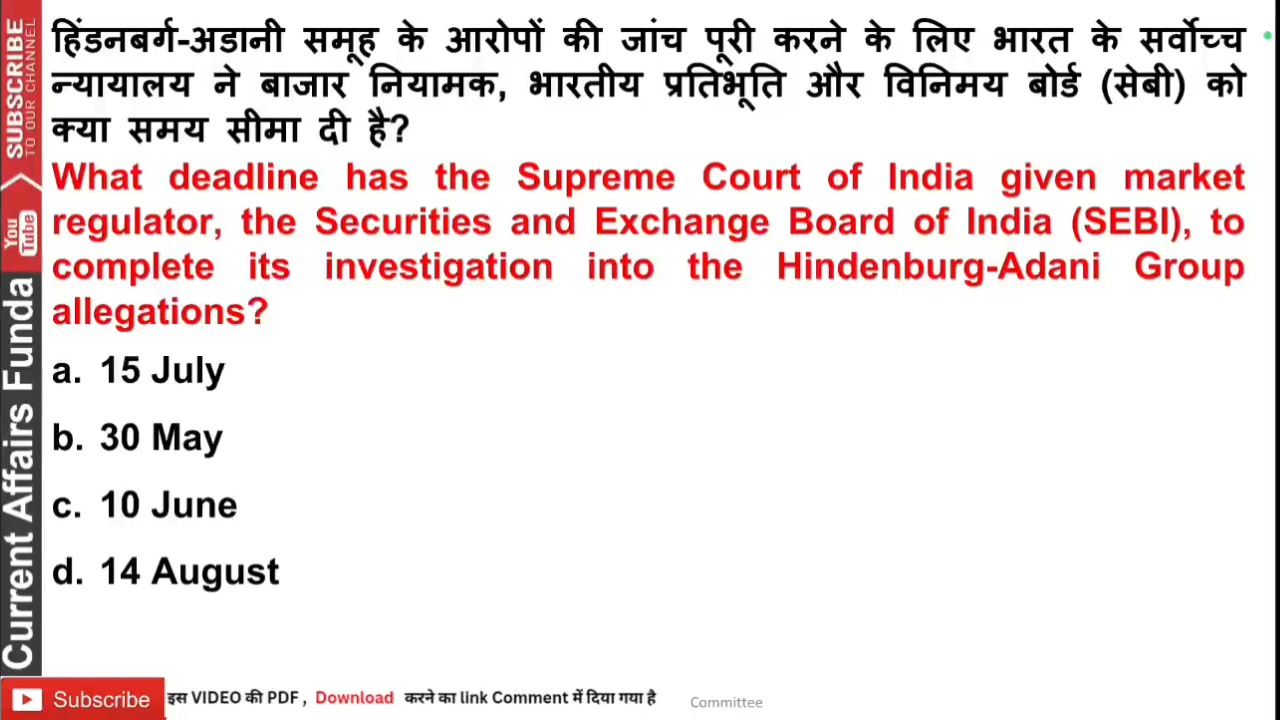 हिंडनबर्ग-अडानी समूह के आरोपों की जांच पूरी करने के लिए भारत के सर्वोच्च
न्यायालय ने बाजार नियामक, भारतीय प्रतिभूति और विनिमय बोर्ड (सेबी) को
क्या समय सीमा दी है?
What deadline has the Supreme Court of India given market
regulator, the Securities and Exchange Board of India (SEBI), to
complete its investigation into the Hindenburg-Adani Group
allegations?
a. 15 July
b. 30 May
c. 10 June
d. 14 August
SUBSCRIBE
TO OUR CHANNEL
You Tube
Current Affairs Funda
Subscribe इस VIDEO की PDF , Download करने का link Comment में दिया गया है
Committee